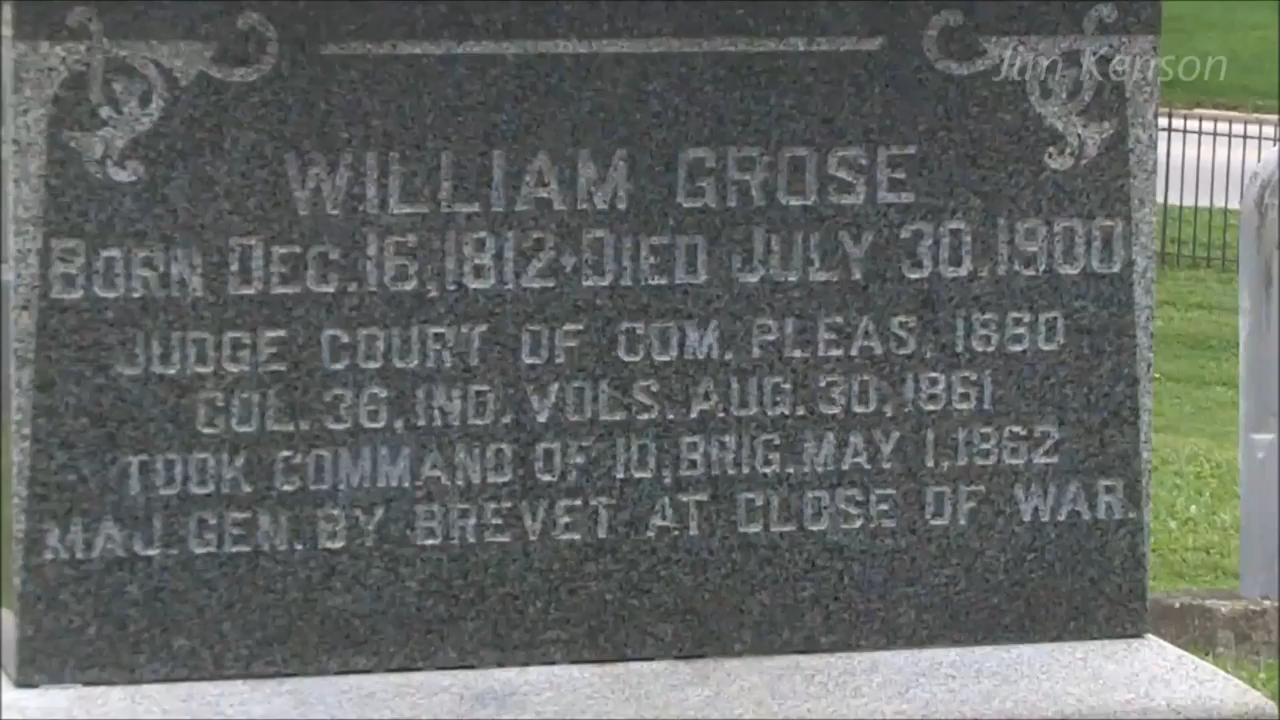 Jim Kenson
WILLIAM GROSE
BORN DEC. 16, 1812 • DIED JULY 30, 1900
JUDGE COURT OF COM. PLEAS, 1860
COL. 36, IND. VOLS. AUG. 30, 1861
TOOK COMMAND OF 10, BRIG. MAY 1, 1862
MAJ. GEN. BY BREVET AT CLOSE OF WAR.